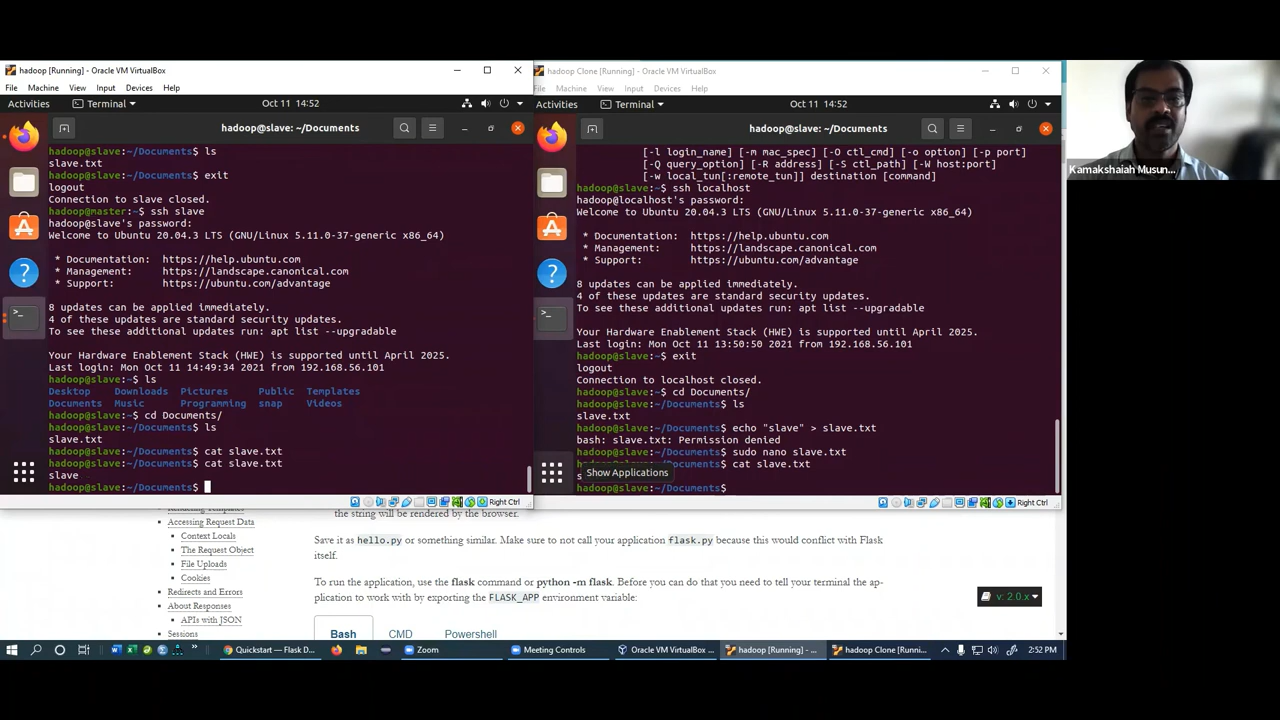 hadoop [Running] - Oracle VM VirtualBox
File Machine View Input Devices Help
Activities Terminal Oct 11 14:52
hadoop@slave: ~/Documents
hadoop@slave:~/Documents$ ls
slave.txt
hadoop@slave:~/Documents$ exit
logout
Connection to slave closed.
hadoop@master:~$ ssh slave
hadoop@slave's password:
Welcome to Ubuntu 20.04.3 LTS (GNU/Linux 5.11.0-37-generic x86_64)
* Documentation: https://help.ubuntu.com
* Management: https://landscape.canonical.com
* Support: https://ubuntu.com/advantage
8 updates can be applied immediately.
4 of these updates are standard security updates.
To see these additional updates run: apt list --upgradable
Your Hardware Enablement Stack (HWE) is supported until April 2025.
Last login: Mon Oct 11 14:49:34 2021 from 192.168.56.101
hadoop@slave:~$ ls
Desktop Downloads Pictures Public Templates
Documents Music Programming snap Videos
hadoop@slave:~$ cd Documents/
hadoop@slave:~/Documents$ ls
slave.txt
hadoop@slave:~/Documents$ cat slave.txt
hadoop@slave:~/Documents$ cat slave.txt
slave
hadoop@slave:~/Documents$
Right Ctrl
hadoop Clone [Running] - Oracle VM VirtualBox
File Machine View Input Devices Help
Activities Terminal Oct 11 14:52
hadoop@slave: ~/Documents
[-l login_name] [-m mac_spec] [-O ctl_cmd] [-o option] [-p port]
[-Q query_option] [-R address] [-S ctl_path] [-W host:port]
[-w local_tun[:remote_tun]] destination [command]
hadoop@slave:~/Documents$ ssh localhost
hadoop@localhost's password:
Welcome to Ubuntu 20.04.3 LTS (GNU/Linux 5.11.0-37-generic x86_64)
* Documentation: https://help.ubuntu.com
* Management: https://landscape.canonical.com
* Support: https://ubuntu.com/advantage
8 updates can be applied immediately.
4 of these updates are standard security updates.
To see these additional updates run: apt list --upgradable
Your Hardware Enablement Stack (HWE) is supported until April 2025.
Last login: Mon Oct 11 13:50:50 2021 from 192.168.56.101
hadoop@slave:~$ exit
logout
Connection to localhost closed.
hadoop@slave:~$ cd Documents/
hadoop@slave:~/Documents$ ls
slave.txt
hadoop@slave:~/Documents$ echo "slave" > slave.txt
bash: slave.txt: Permission denied
hadoop@slave:~/Documents$ sudo nano slave.txt
hadoop@slave:~/Documents$ cat slave.txt
Show Applications
hadoop@slave:~/Documents$
Right Ctrl
Kamakshaiah Musun...
Rendering Templates
Accessing Request Data
Context Locals
The Request Object
File Uploads
Cookies
Redirects and Errors
About Responses
APIs with JSON
Sessions
the string will be rendered by the browser.
Save it as hello.py or something similar. Make sure to not call your application flask.py because this would conflict with Flask
itself.
To run the application, use the flask command or python -m flask. Before you can do that you need to tell your terminal the ap-
plication to work with by exporting the FLASK_APP environment variable:
Bash CMD Powershell
v: 2.0.x
Quickstart — Flask D... Zoom Meeting Controls Oracle VM VirtualBox ... hadoop [Running] - ... hadoop Clone [Runni... 2:52 PM